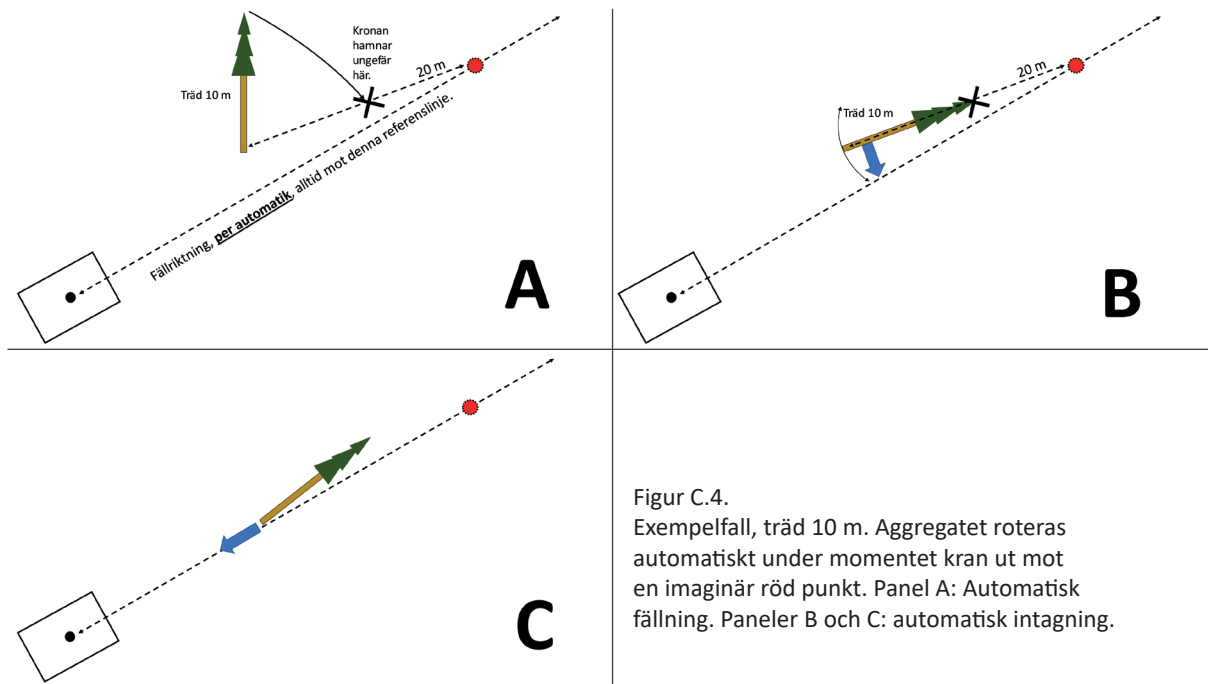 Kronan
hamnar
ungefär
här.
20 m
Träd 10 m
Fällriktning, per automatik, alltid mot denna referenslinje.
A
20 m
Träd 10 m
B
C
Figur C.4.
Exempelfall, träd 10 m. Aggregatet roteras
automatiskt under momentet kran ut mot
en imaginär röd punkt. Panel A: Automatisk
fällning. Paneler B och C: automatisk intagning.